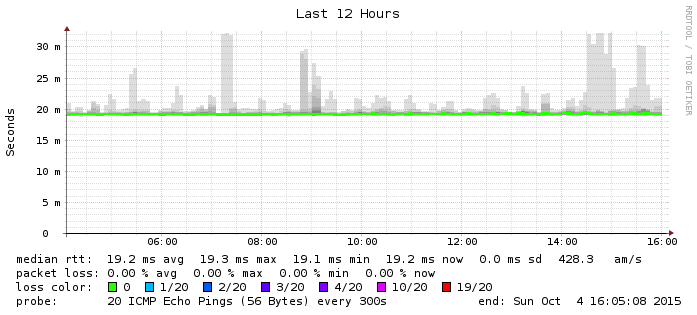 Last 12 Hours
RRDTOOL / TOBI OETIKER
Seconds
30 m
25 m
20 m
15 m
10 m
5 m
0
06:00 08:00 10:00 12:00 14:00 16:00
median rtt: 19.2 ms avg 19.3 ms max 19.1 ms min 19.2 ms now 0.0 ms sd 428.3 am/s
packet loss: 0.00 % avg 0.00 % max 0.00 % min 0.00 % now
loss color: 0 1/20 2/20 3/20 4/20 10/20 19/20
probe: 20 ICMP Echo Pings (56 Bytes) every 300s end: Sun Oct 4 16:05:08 2015